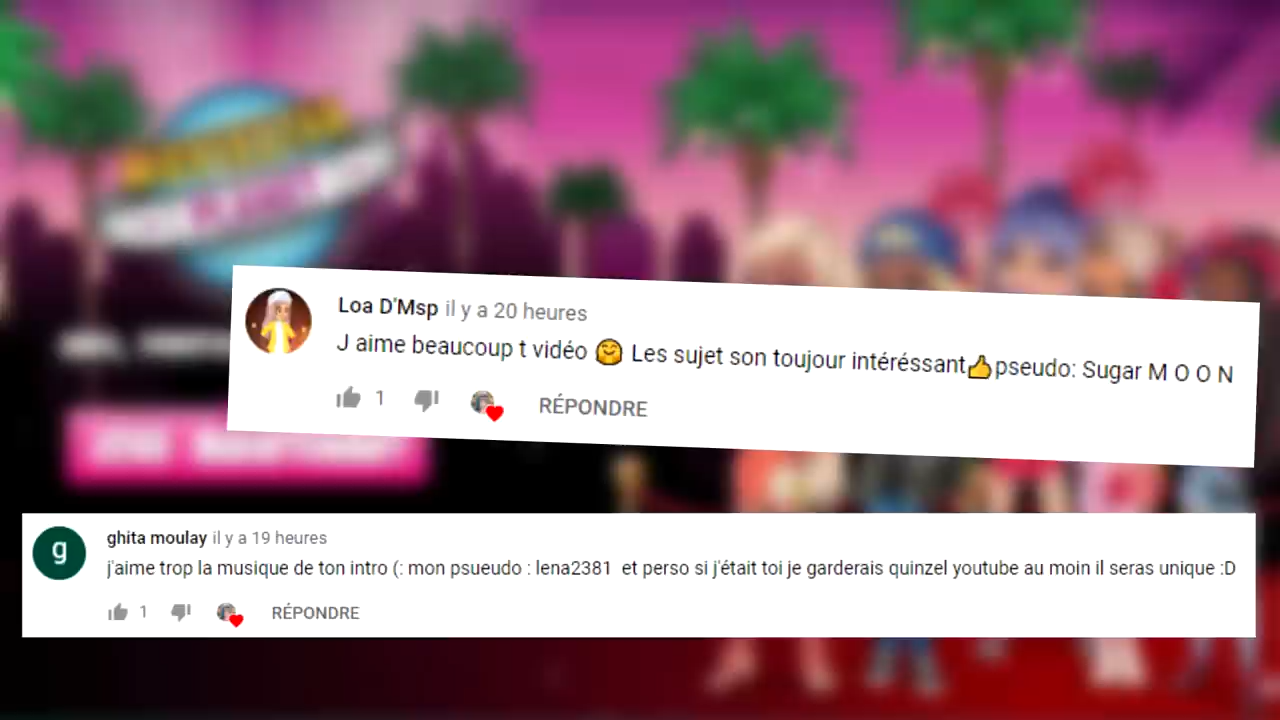 Loa D'Msp il y a 20 heures
J aime beaucoup t vidéo 🤗 Les sujet son toujour intéréssant👍pseudo: Sugar M O O N
1 RÉPONDRE
g
ghita moulay il y a 19 heures
j'aime trop la musique de ton intro (: mon psueudo : lena2381 et perso si j'était toi je garderais quinzel youtube au moin il seras unique :D
1 RÉPONDRE